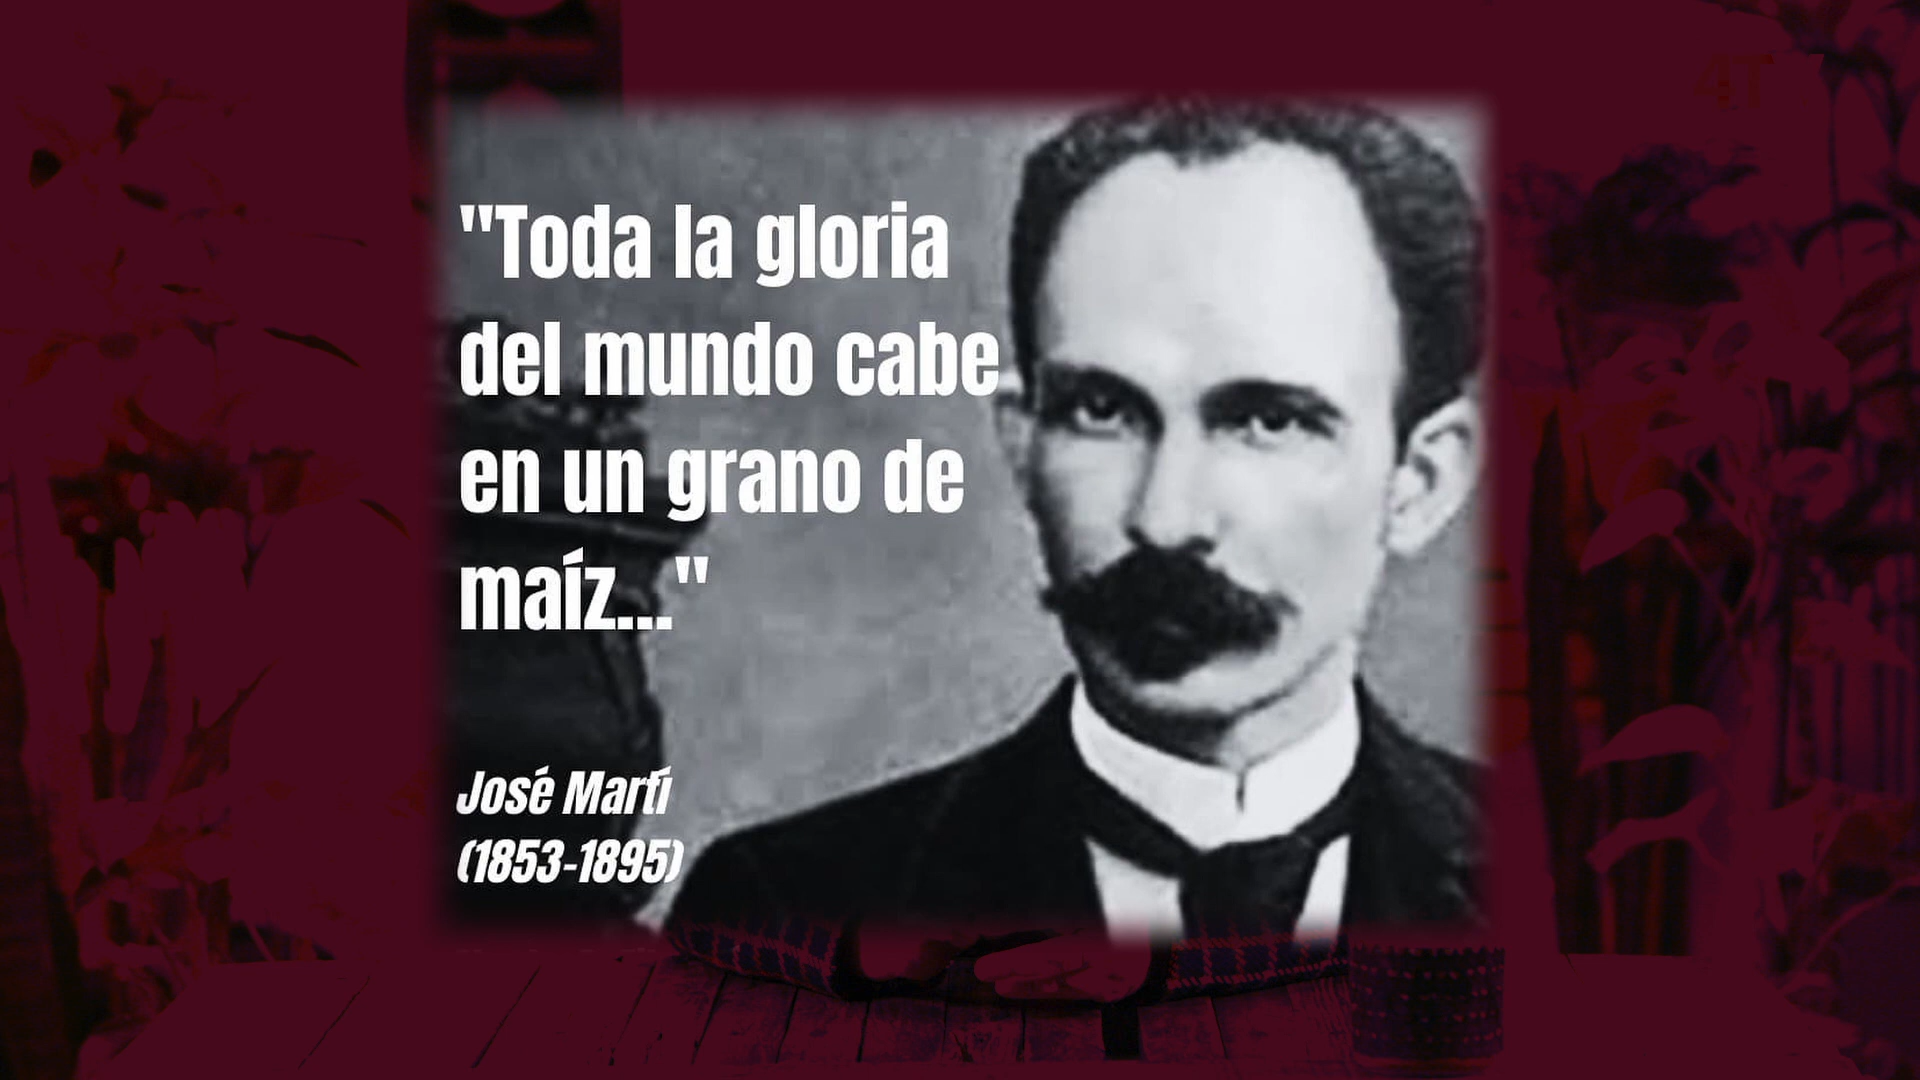 "Toda la gloria
del mundo cabe
en un grano de
maíz..."
José Martí
(1853-1895)